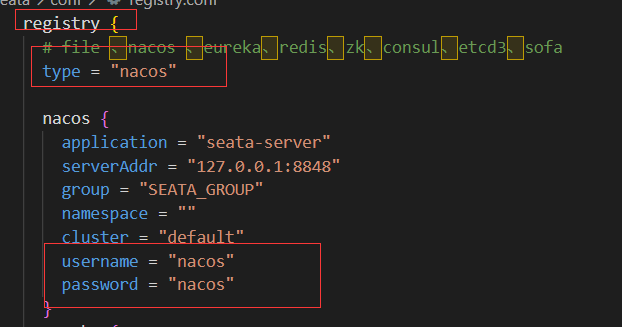 eata > conf > registry.conf
registry {
# file 、nacos 、eureka、redis、zk、consul、etcd3、sofa
type = "nacos"
nacos {
application = "seata-server"
serverAddr = "127.0.0.1:8848"
group = "SEATA_GROUP"
namespace = ""
cluster = "default"
username = "nacos"
password = "nacos"
}